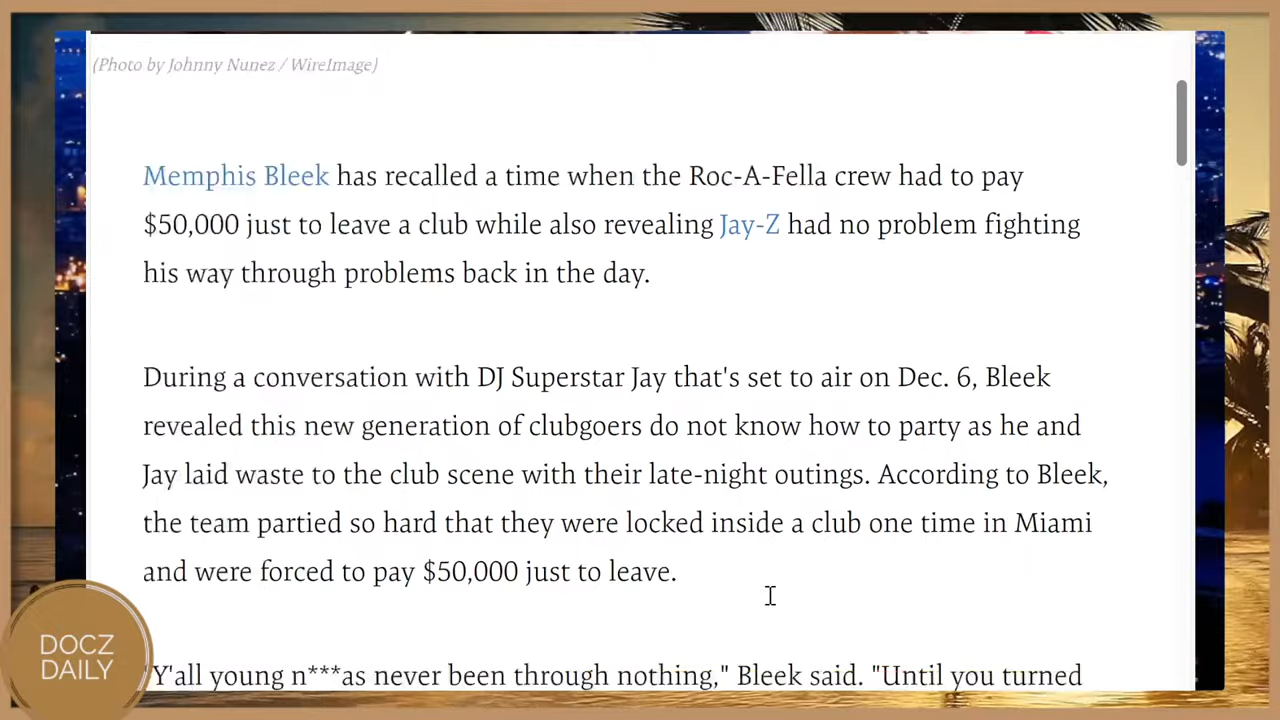 (Photo by Johnny Nunez / WireImage)
Memphis Bleek has recalled a time when the Roc-A-Fella crew had to pay
$50,000 just to leave a club while also revealing Jay-Z had no problem fighting
his way through problems back in the day.
During a conversation with DJ Superstar Jay that's set to air on Dec. 6, Bleek
revealed this new generation of clubgoers do not know how to party as he and
Jay laid waste to the club scene with their late-night outings. According to Bleek,
the team partied so hard that they were locked inside a club one time in Miami
and were forced to pay $50,000 just to leave.
"Y'all young n***as never been through nothing," Bleek said. "Until you turned
DOCZ
DAILY